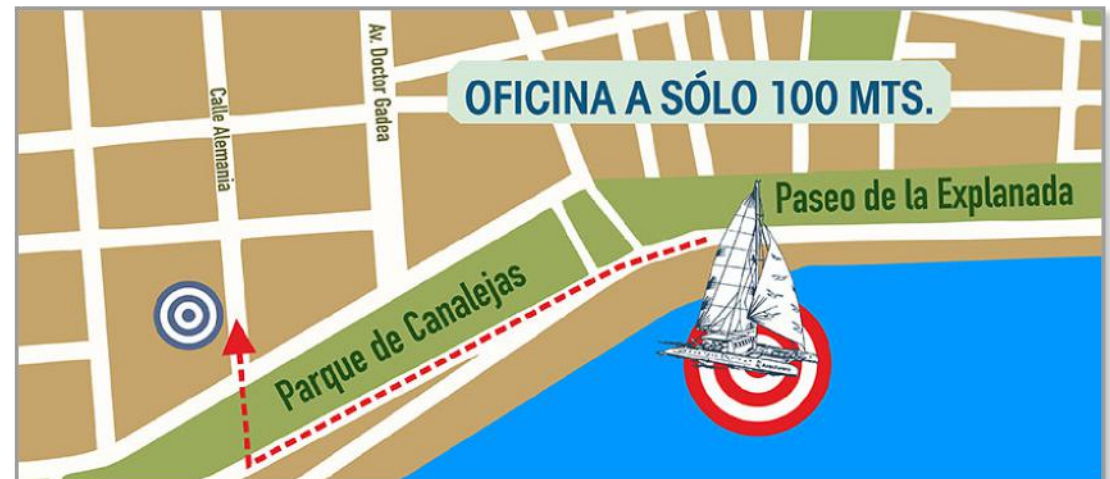 Av. Doctor Gadea
Calle Alemania
OFICINA A SÓLO 100 MTS.
Paseo de la Explanada
Parque de Canalejas